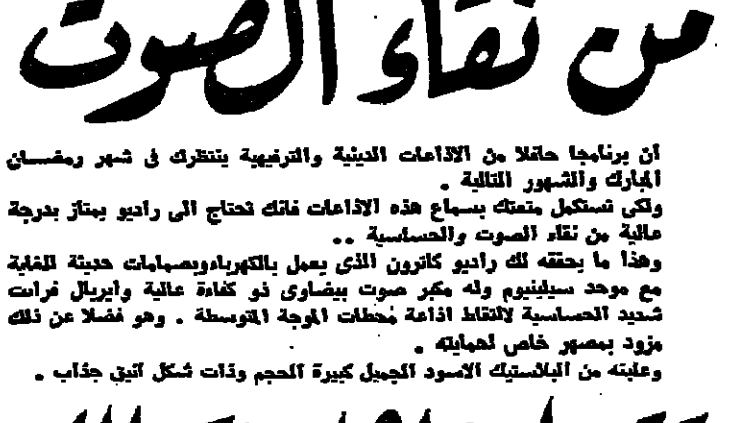 من نقاء الصوت
أن برنامجا حافلا من الاذاعات الدينية والترفيهية ينتظرك فى شهر رمضان
المبارك والشهور التالية .
ولكى تستكمل متعتك بسماع هذه الاذاعات فانك تحتاج الى راديو يمتاز بدرجة
عالية من نقاء الصوت والحساسية ..
وهذا ما يحققه لك راديو كاترون الذى يعمل بالكهرباء وبصمامات حديثة للغاية
مع موحد سيلينيوم وله مكبر صوت بيضاوى ذو كفاءة عالية وايريال فرايت
شديد الحساسية لالتقاط اذاعة محطات الموجة المتوسطة . وهو فضلا عن ذلك
مزود بمصهر خاص لحمايته .
وعلبته من البلاستيك الاسود الجميل كبيرة الحجم وذات شكل انيق جذاب .